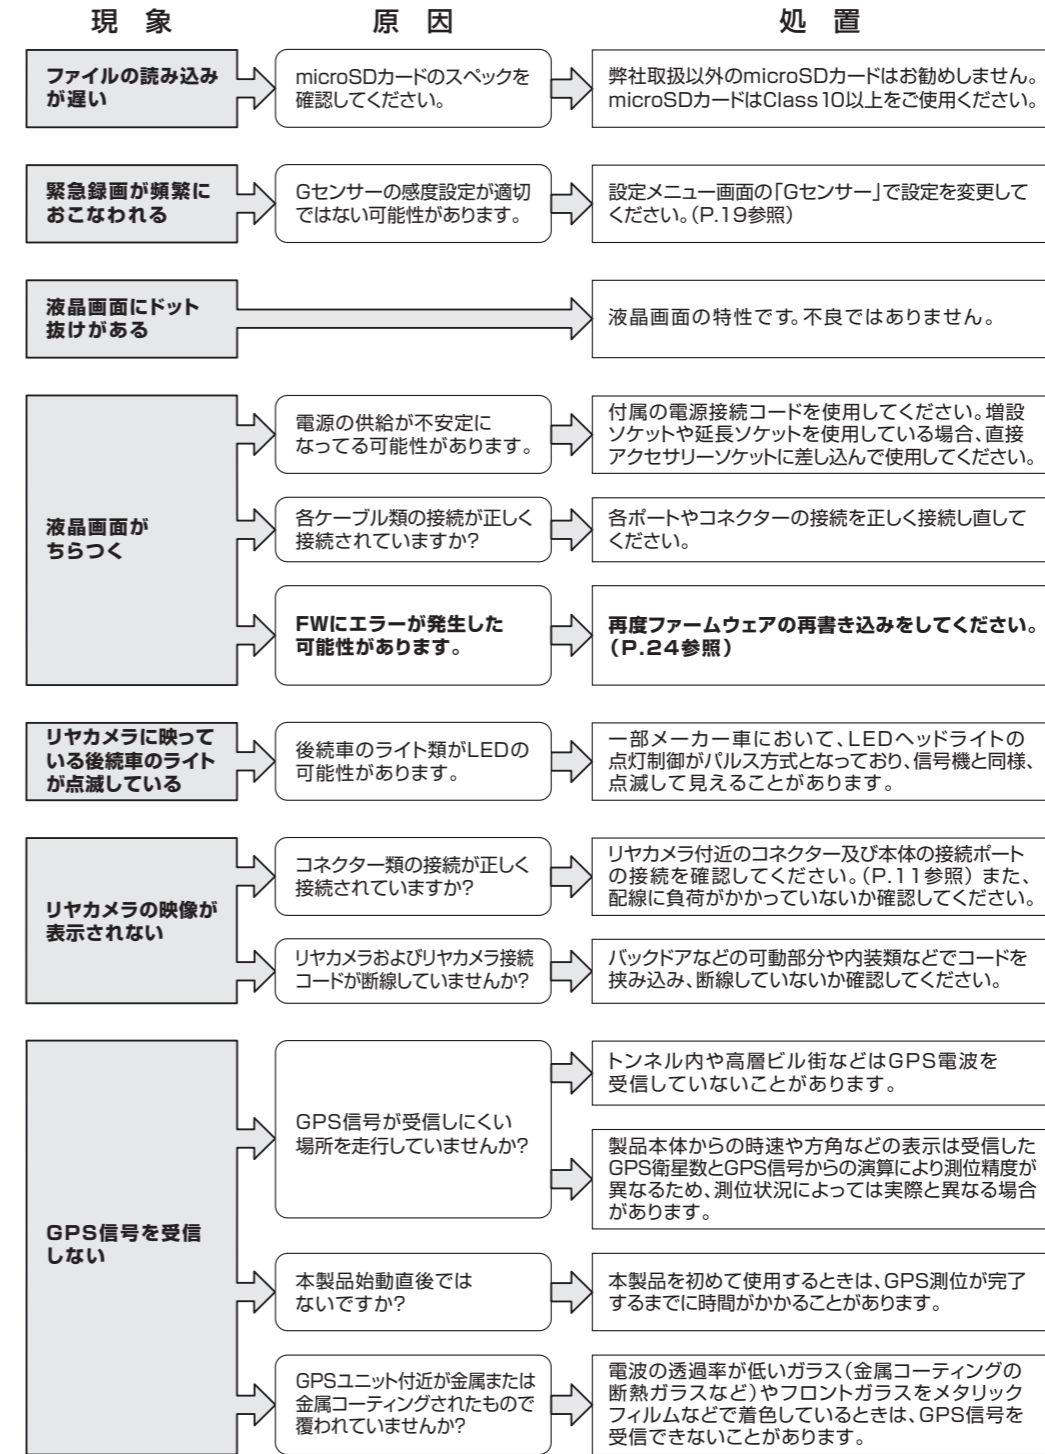 現　象
原　因
処　置
ファイルの読み込み
が遅い
microSDカードのスペックを
確認してください。
弊社取扱以外のmicroSDカードはお勧めしません。
microSDカードはClass10以上をご使用ください。
緊急録画が頻繁に
おこなわれる
Gセンサーの感度設定が適切
ではない可能性があります。
設定メニュー画面の「Gセンサー」で設定を変更して
ください。(P.19参照)
液晶画面にドット
抜けがある
液晶画面の特性です。不良ではありません。
液晶画面が
ちらつく
電源の供給が不安定に
なってる可能性があります。
付属の電源接続コードを使用してください。増設
ソケットや延長ソケットを使用している場合、直接
アクセサリーソケットに差し込んで使用してください。
各ケーブル類の接続が正しく
接続されていますか?
各ポートやコネクターの接続を正しく接続し直して
ください。
FWにエラーが発生した
可能性があります。
再度ファームウェアの再書き込みをしてください。
(P.24参照)
リヤカメラに映って
いる後続車のライト
が点滅している
後続車のライト類がLEDの
可能性があります。
一部メーカー車において、LEDヘッドライトの
点灯制御がパルス方式となっており、信号機と同様、
点滅して見えることがあります。
リヤカメラの映像が
表示されない
コネクター類の接続が正しく
接続されていますか?
リヤカメラ付近のコネクター及び本体の接続ポート
の接続を確認してください。(P.11参照) また、
配線に負荷がかかっていないか確認してください。
リヤカメラおよびリヤカメラ接続
コードが断線していませんか?
バックドアなどの可動部分や内装類などでコードを
挟み込み、断線していないか確認してください。
GPS信号を受信
しない
GPS信号が受信しにくい
場所を走行していませんか?
トンネル内や高層ビル街などはGPS電波を
受信していないことがあります。
製品本体からの時速や方角などの表示は受信した
GPS衛星数とGPS信号からの演算により測位精度が
異なるため、測位状況によっては実際と異なる場合
があります。
本製品始動直後では
ないですか?
本製品を初めて使用するときは、GPS測位が完了
するまでに時間がかかることがあります。
GPSユニット付近が金属または
金属コーティングされたもので
覆われていませんか?
電波の透過率が低いガラス(金属コーティングの
断熱ガラスなど)やフロントガラスをメタリック
フィルムなどで着色しているときは、GPS信号を
受信できないことがあります。